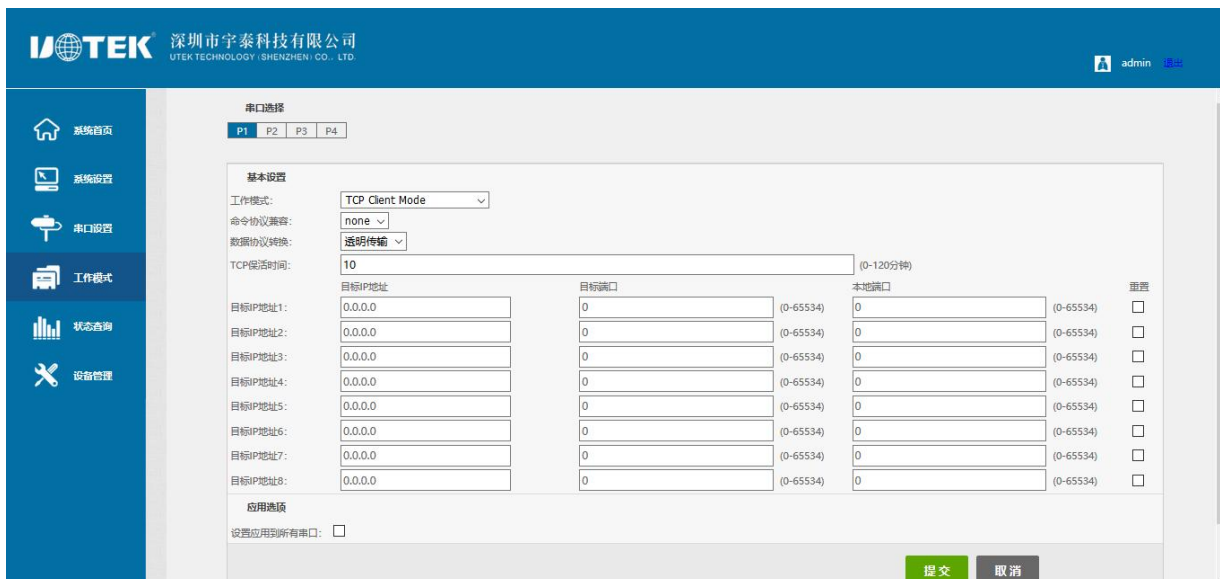 UOTEK 深圳市宇泰科技有限公司
UTEK TECHNOLOGY (SHENZHEN) CO., LTD.
admin 退出
系统首页
系统设置
串口设置
工作模式
状态查询
设备管理
串口选择
P1 P2 P3 P4
基本设置
工作模式: TCP Client Mode
命令协议兼容: none
数据协议转换: 透明传输
TCP保活时间: 10 (0-120分钟)
目标IP地址 目标端口 本地端口 重置
目标IP地址1: 0.0.0.0 0 (0-65534) 0 (0-65534)
目标IP地址2: 0.0.0.0 0 (0-65534) 0 (0-65534)
目标IP地址3: 0.0.0.0 0 (0-65534) 0 (0-65534)
目标IP地址4: 0.0.0.0 0 (0-65534) 0 (0-65534)
目标IP地址5: 0.0.0.0 0 (0-65534) 0 (0-65534)
目标IP地址6: 0.0.0.0 0 (0-65534) 0 (0-65534)
目标IP地址7: 0.0.0.0 0 (0-65534) 0 (0-65534)
目标IP地址8: 0.0.0.0 0 (0-65534) 0 (0-65534)
应用选项
设置应用到所有串口:
提交 取消